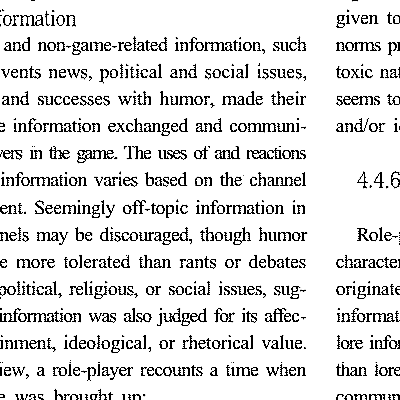 formation
and non-game-related information, such
vents news, political and social issues,
and successes with humor, made their
e information exchanged and communi-
vers in the game. The uses of and reactions
information varies based on the channel
ent. Seemingly off-topic information in
nels may be discouraged, though humor
e more tolerated than rants or debates
political, religious, or social issues, sug-
information was also judged for its affec-
inment, ideological, or rhetorical value.
iew, a role-player recounts a time when
e was brought up:
given to
norms pr
toxic nat
seems to
and/or i
4.4.6
Role-p
character
originate
informat
lore infor
than lore
commun